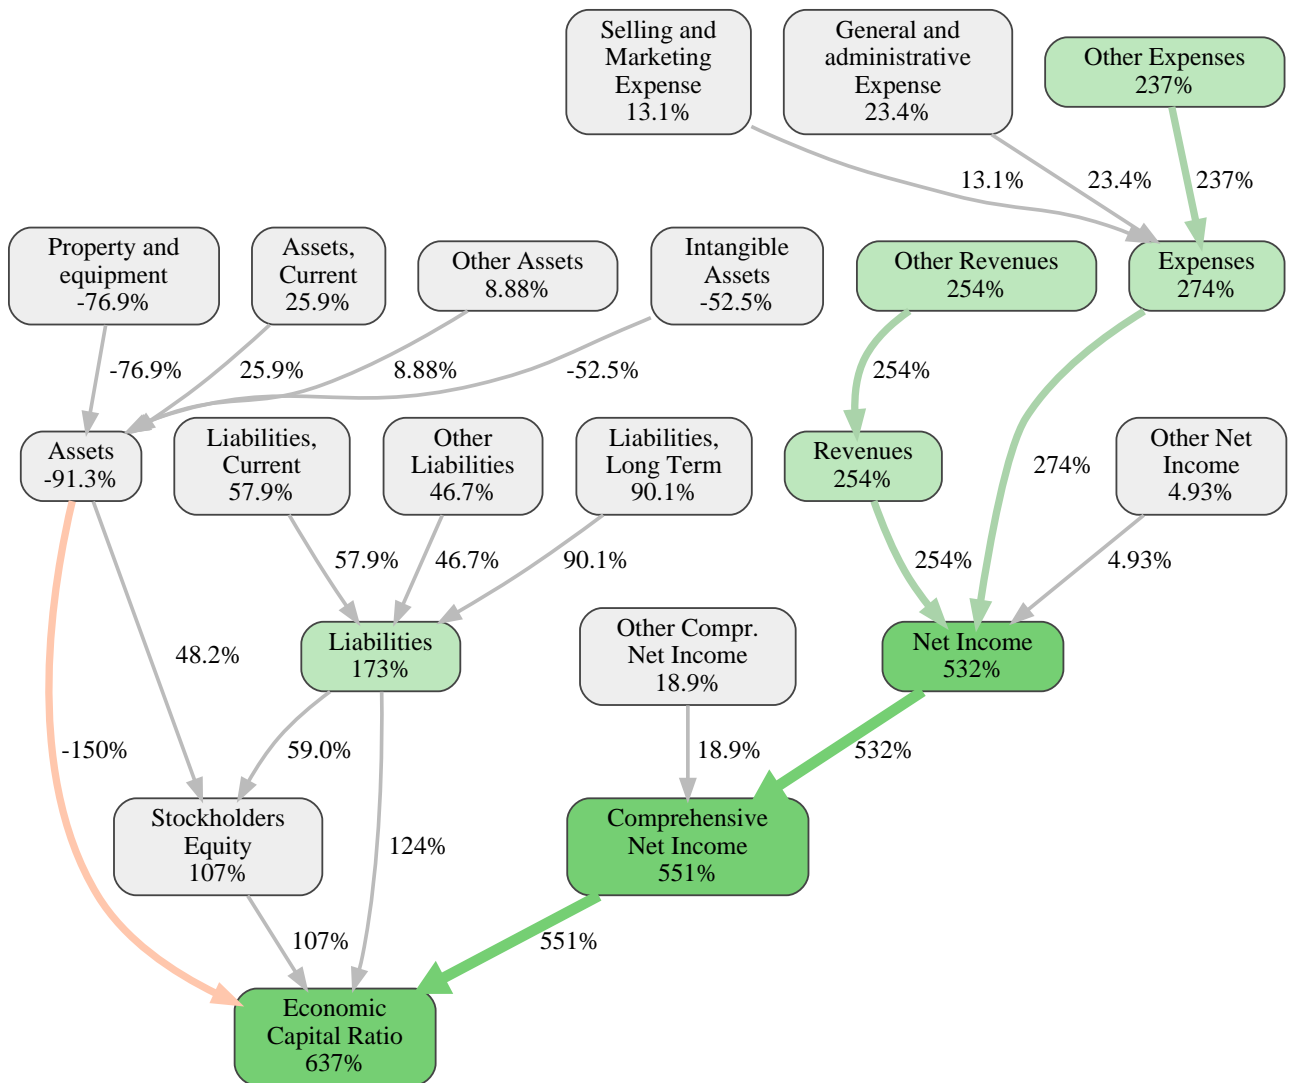 Selling and
Marketing
Expense
13.1%
General and
administrative
Expense
23.4%
Other Expenses
237%
13.1%
23.4%
237%
Property and
equipment
-76.9%
Assets,
Current
25.9%
Other Assets
8.88%
Intangible
Assets
-52.5%
Other Revenues
254%
Expenses
274%
-76.9%
25.9%
8.88%
-52.5%
254%
Assets
-91.3%
Liabilities,
Current
57.9%
Other
Liabilities
46.7%
Liabilities,
Long Term
90.1%
Revenues
254%
274%
Other Net
Income
4.93%
57.9%
46.7%
90.1%
254%
4.93%
48.2%
Liabilities
173%
Other Compr.
Net Income
18.9%
Net Income
532%
-150%
59.0%
18.9%
532%
Stockholders
Equity
107%
124%
Comprehensive
Net Income
551%
107%
551%
Economic
Capital Ratio
637%